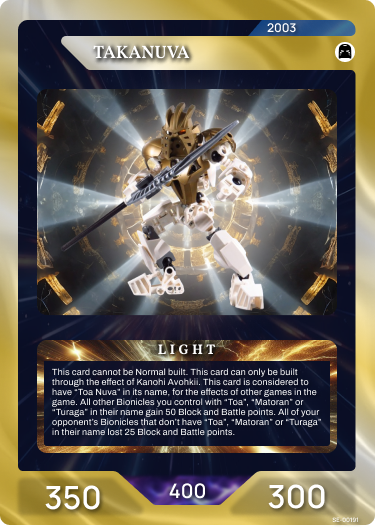 2003
TAKANUVA
LIGHT
This card cannot be Normal built. This card can only be built
through the effect of Kanohi Avohkii. This card is considered to
have “Toa Nuva” in its name, for the effects of other games in the
game. All other Bionicles you control with “Toa”, “Matoran” or
“Turaga” in their name gain 50 Block and Battle points. All of your
opponent's Bionicles that don't have “Toa”, “Matoran” or “Turaga”
in their name lost 25 Block and Battle points.
350
400
300
SE-00191